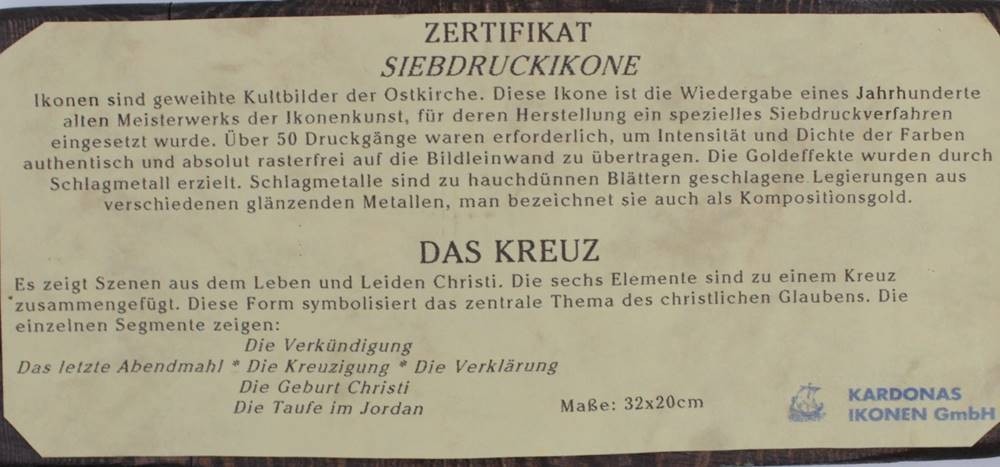 ZERTIFIKAT
SIEBDRUCKIKONE
Ikonen sind geweihte Kultbilder der Ostkirche. Diese Ikone ist die Wiedergabe eines Jahrhunderte
alten Meisterwerks der Ikonenkunst, für deren Herstellung ein spezielles Siebdruckverfahren
eingesetzt wurde. Über 50 Druckgänge waren erforderlich, um Intensität und Dichte der Farben
authentisch und absolut rasterfrei auf die Bildleinwand zu übertragen. Die Goldeffekte wurden durch
Schlagmetall erzielt. Schlagmetalle sind zu hauchdünnen Blättern geschlagene Legierungen aus
verschiedenen glänzenden Metallen, man bezeichnet sie auch als Kompositionsgold.
DAS KREUZ
Es zeigt Szenen aus dem Leben und Leiden Christi. Die sechs Elemente sind zu einem Kreuz
zusammengefügt. Diese Form symbolisiert das zentrale Thema des christlichen Glaubens. Die
einzelnen Segmente zeigen:
Die Verkündigung
Das letzte Abendmahl * Die Kreuzigung * Die Verklärung
Die Geburt Christi
Die Taufe im Jordan
Maße: 32x20cm
KARDONAS
IKONEN GmbH